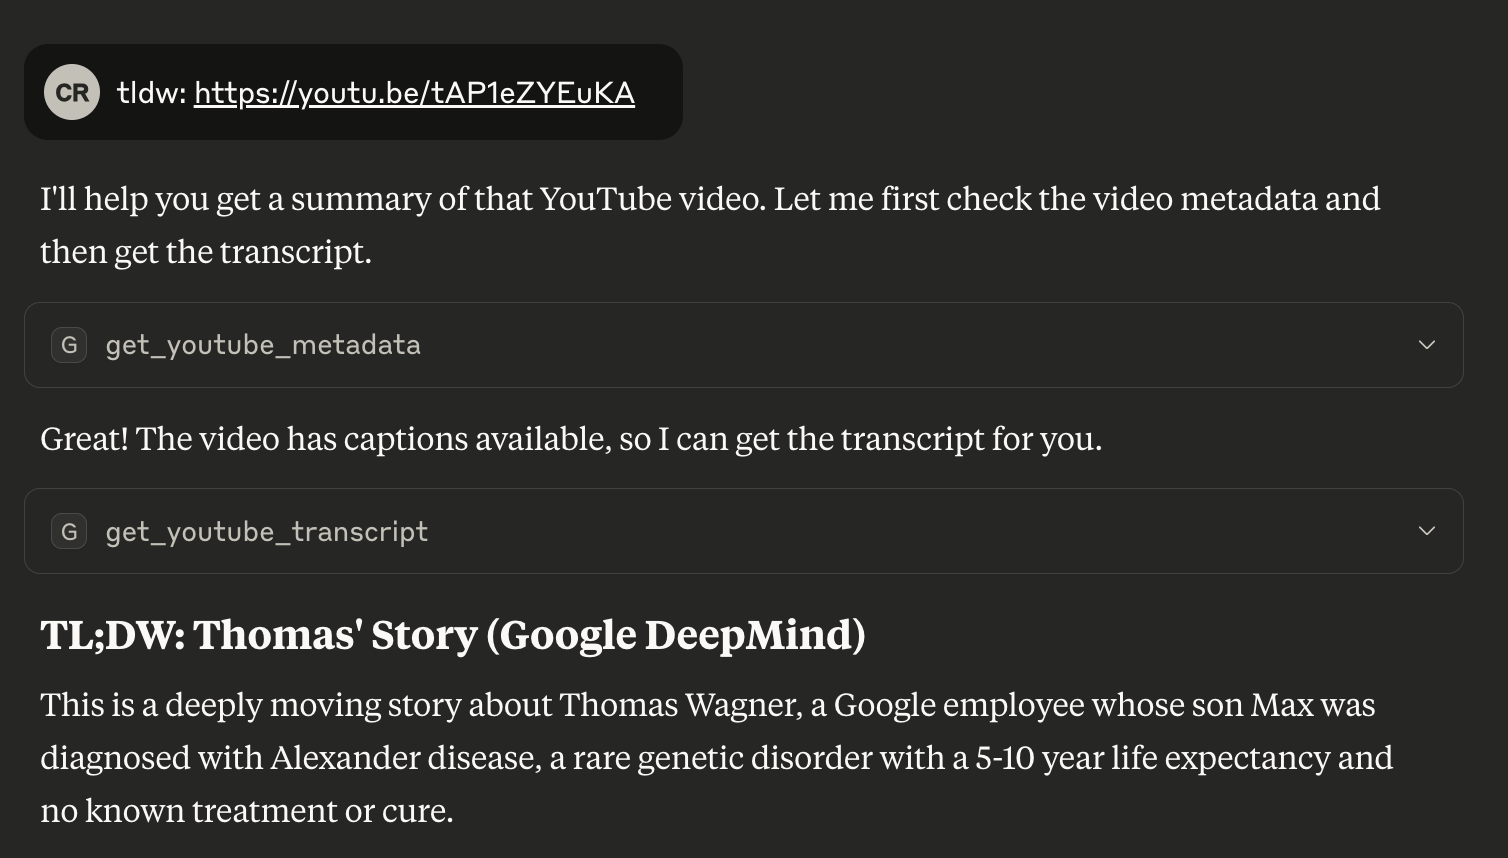 CR tldw: https://youtu.be/tAP1eZYEuKA
I'll help you get a summary of that YouTube video. Let me first check the video metadata and
then get the transcript.
G get_youtube_metadata
Great! The video has captions available, so I can get the transcript for you.
G get_youtube_transcript
TL;DW: Thomas' Story (Google DeepMind)
This is a deeply moving story about Thomas Wagner, a Google employee whose son Max was
diagnosed with Alexander disease, a rare genetic disorder with a 5-10 year life expectancy and
no known treatment or cure.